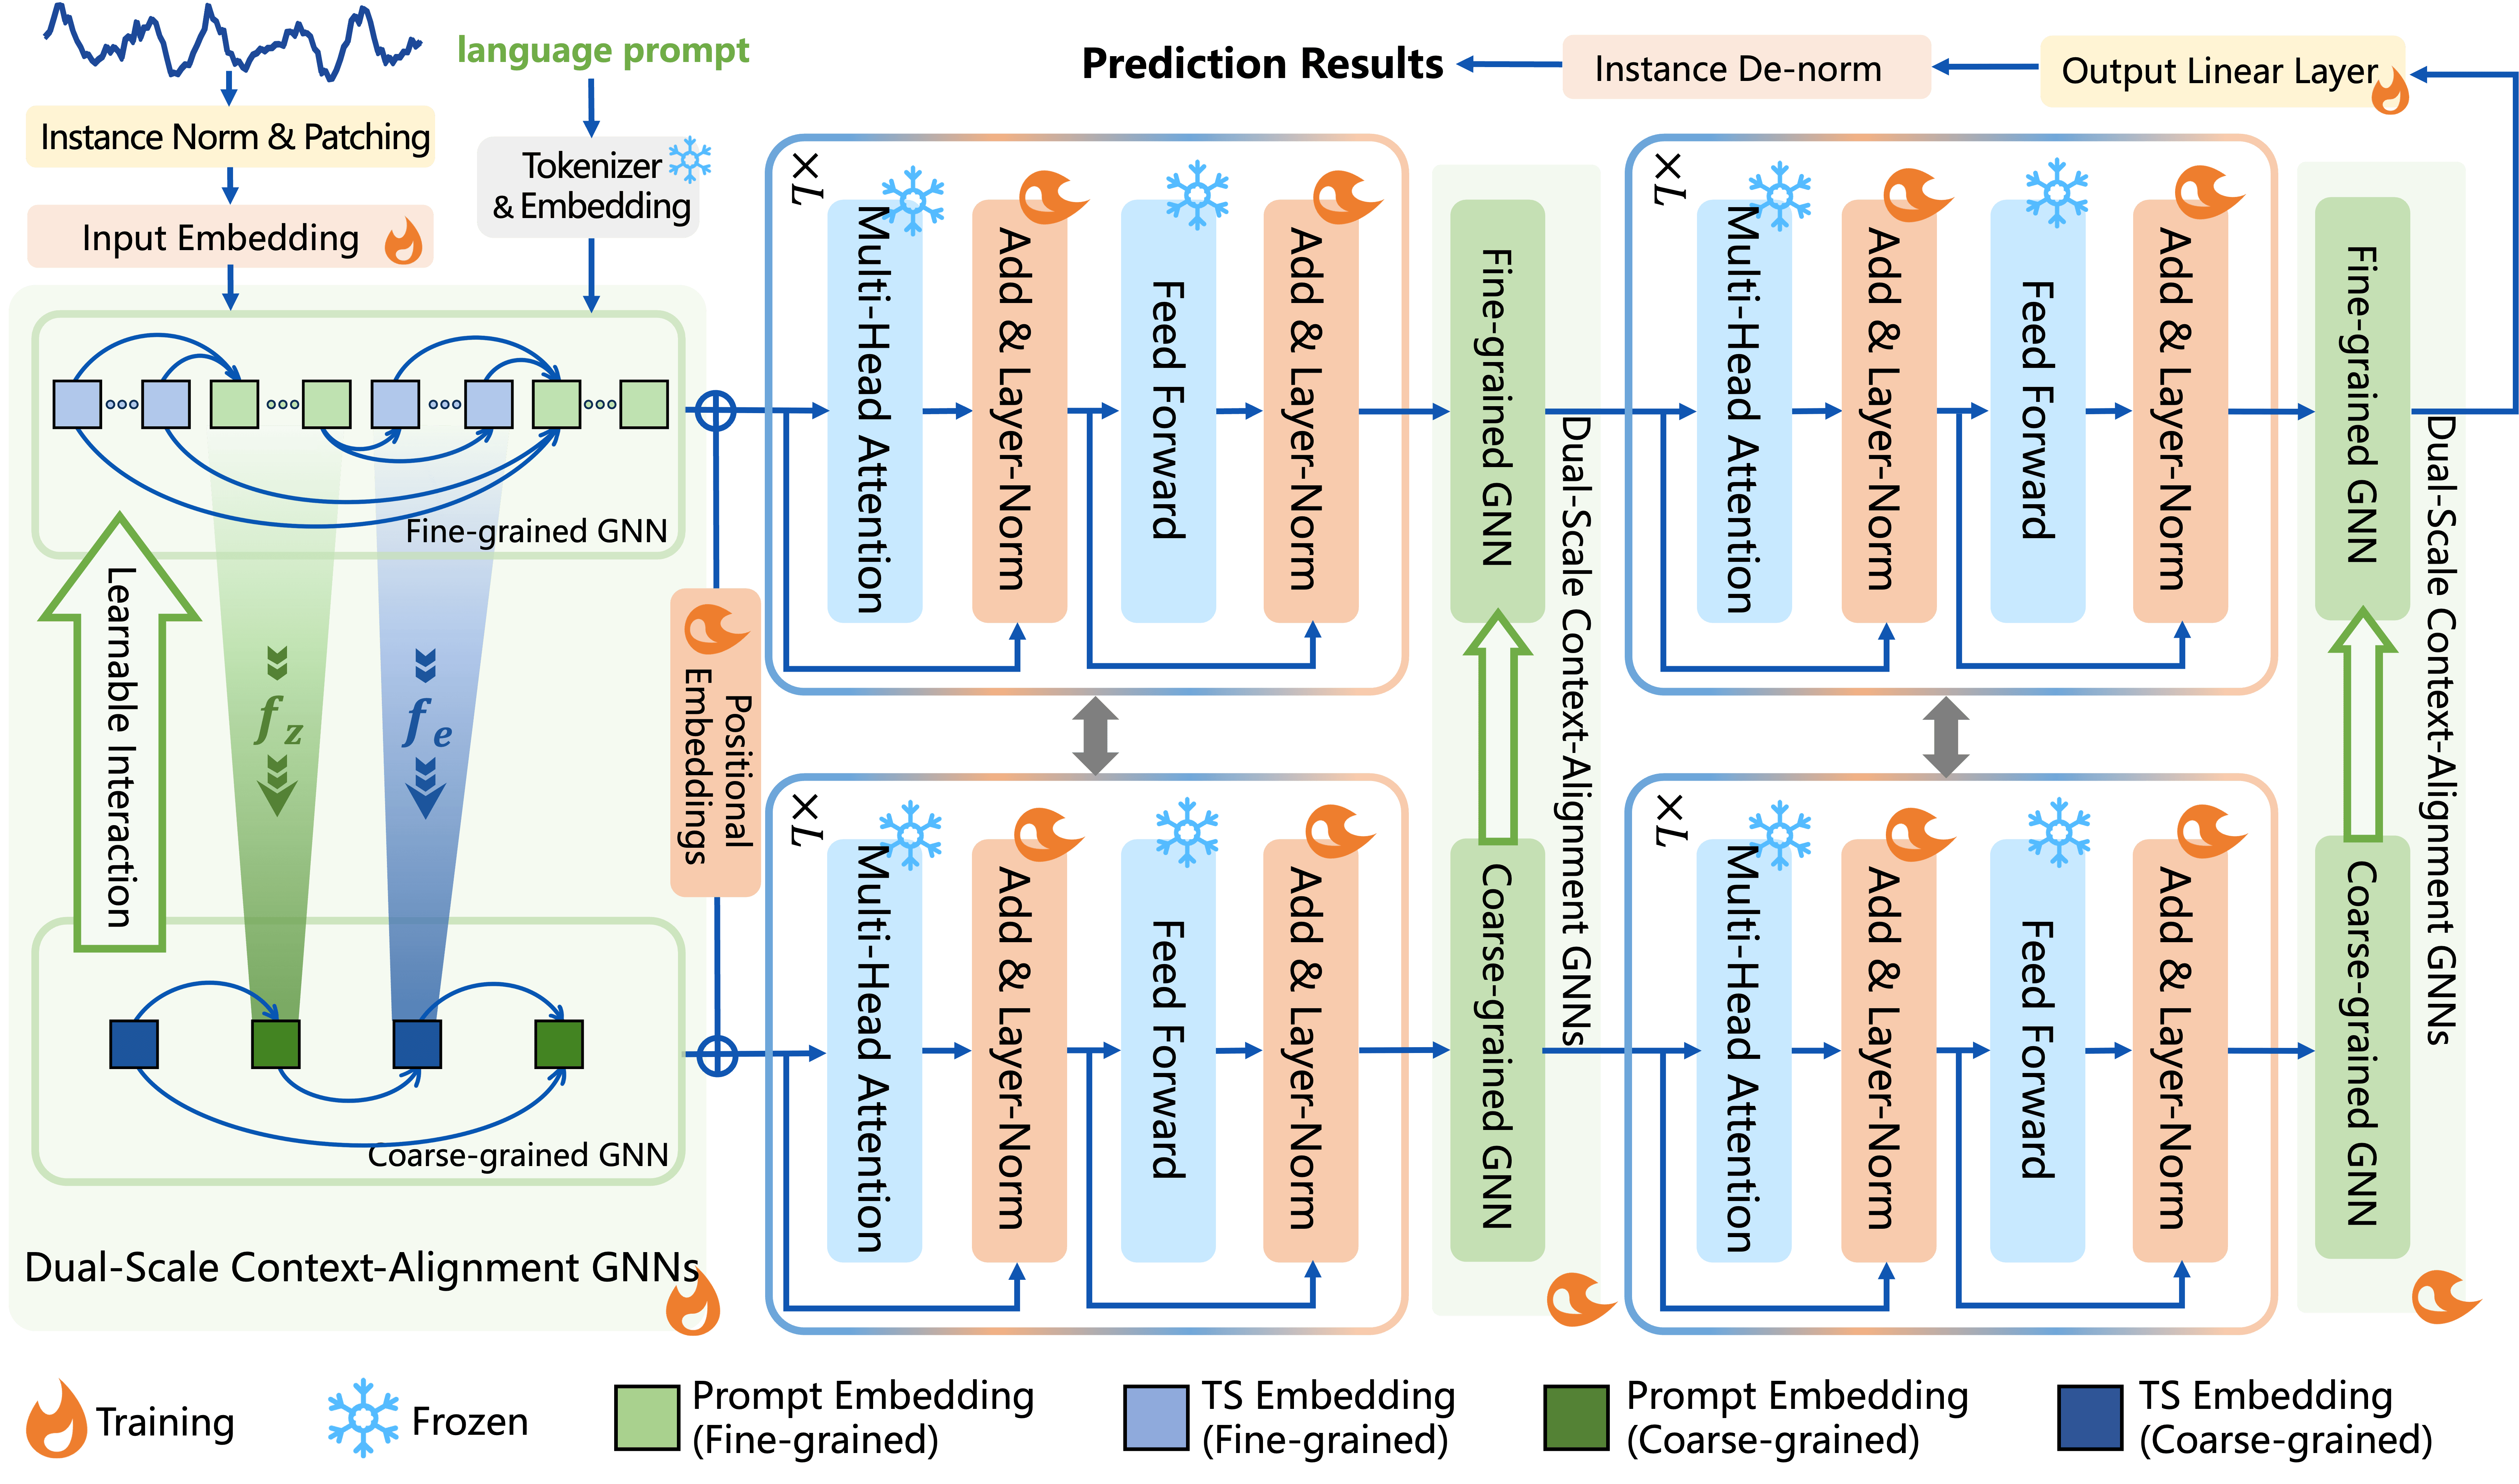 language prompt
Prediction Results
Instance De-norm
Output Linear Layer
Instance Norm & Patching
Tokenizer
& Embedding
Input Embedding
Fine-grained GNN
Learnable Interaction
f z
f e
Coarse-grained GNN
Dual-Scale Context-Alignment GNNs
Positional
Embeddings
×L
Multi-Head Attention
Add & Layer-Norm
Feed Forward
Add & Layer-Norm
Fine-grained GNN
Dual-Scale Context-Alignment GNNs
×L
Multi-Head Attention
Add & Layer-Norm
Feed Forward
Add & Layer-Norm
Fine-grained GNN
Dual-Scale Context-Alignment GNNs
×L
Multi-Head Attention
Add & Layer-Norm
Feed Forward
Add & Layer-Norm
Coarse-grained GNN
×L
Multi-Head Attention
Add & Layer-Norm
Feed Forward
Add & Layer-Norm
Coarse-grained GNN
Training
Frozen
Prompt Embedding
(Fine-grained)
TS Embedding
(Fine-grained)
Prompt Embedding
(Coarse-grained)
TS Embedding
(Coarse-grained)